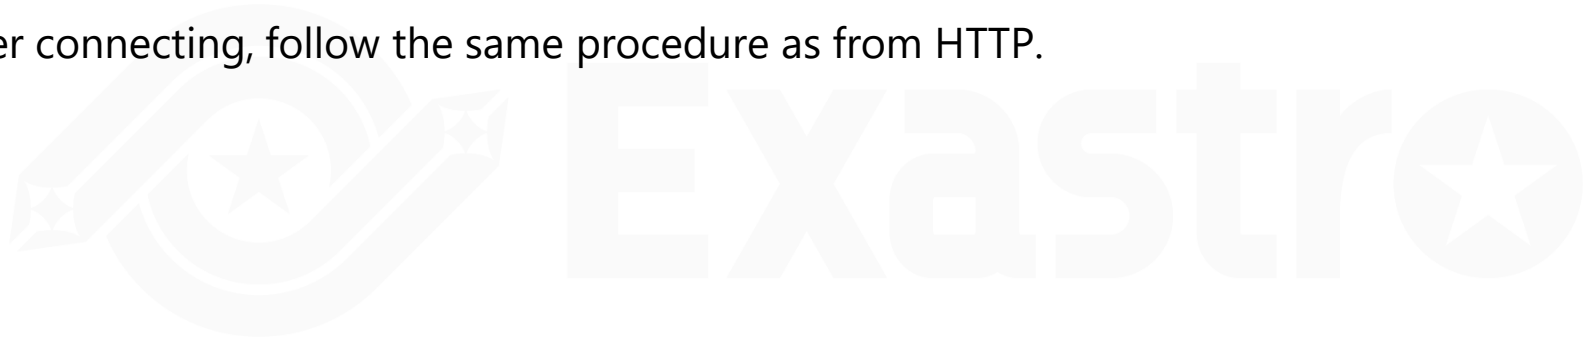 er connecting, follow the same procedure as from HTTP.
Exastro